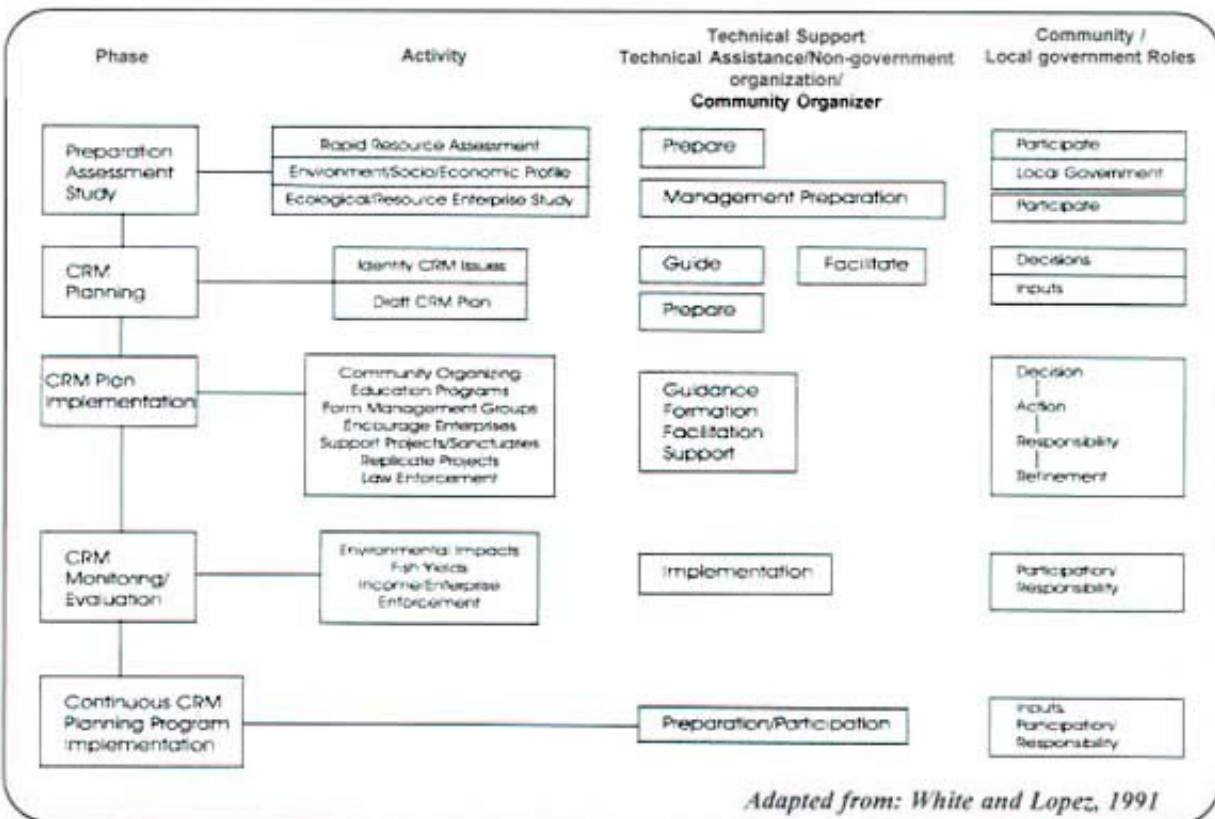 Phase
Activity
Technical Support
Technical Assistance/Non-government
organization/
Community Organizer
Community /
Local government Roles
Preparation
Assessment
Study
Rapid Resource Assessment
Environment/Socio/Economic Profile
Ecological/Resource Enterprise Study
Prepare
Management Preparation
Participate
Local Government
Participate
CRM
Planning
Identify CRM Issues
Draft CRM Plan
Guide
Facilitate
Prepare
Decisions
Inputs
CRM Plan
Implementation
Community Organizing
Education Programs
Form Management Groups
Encourage Enterprises
Support Projects/Sanctuaries
Replicate Projects
Law Enforcement
Guidance
Formation
Facilitation
Support
Decision
Action
Responsibility
Refinement
CRM
Monitoring/
Evaluation
Environmental Impacts
Fish Yields
Income/Enterprise
Enforcement
Implementation
Participation/
Responsibility
Continuous CRM
Planning Program
Implementation
Preparation/Participation
Inputs
Participation/
Responsibility
Adapted from: White and Lopez, 1991